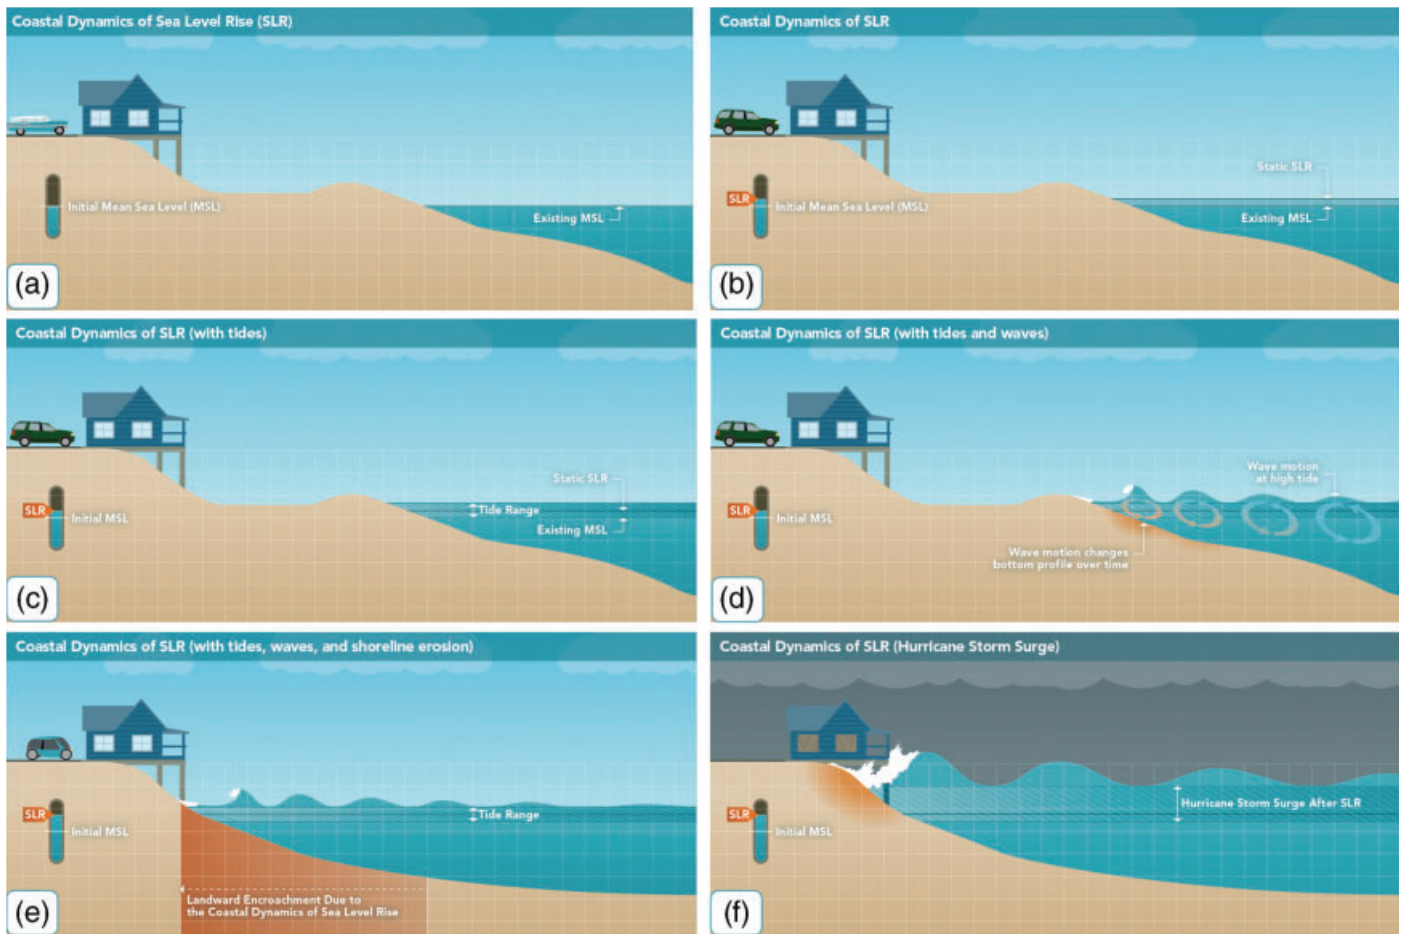 Coastal Dynamics of Sea Level Rise (SLR)
Initial Mean Sea Level (MSL)
Existing MSL
(a)
Coastal Dynamics of SLR
Static SLR
SLR
Initial Mean Sea Level (MSL)
Existing MSL
(b)
Coastal Dynamics of SLR (with tides)
Static SLR
SLR
Tide Range
Initial MSL
Existing MSL
(c)
Coastal Dynamics of SLR (with tides and waves)
Wave motion
at high tide
SLR
Initial MSL
Wave motion changes
bottom profile over time
(d)
Coastal Dynamics of SLR (with tides, waves, and shoreline erosion)
SLR
Tide Range
Initial MSL
Landward Encroachment Due to
the Coastal Dynamics of Sea Level Rise
(e)
Coastal Dynamics of SLR (Hurricane Storm Surge)
Hurricane Storm Surge After SLR
SLR
Initial MSL
(f)